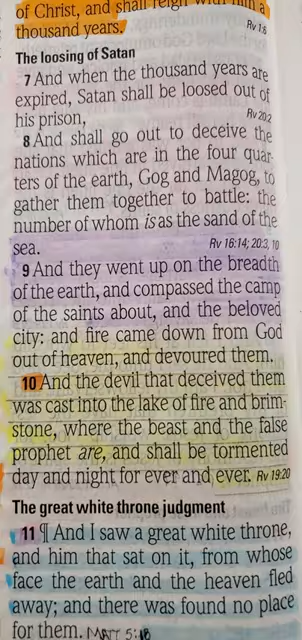 of Christ, and shall reign with him a
thousand years. Rv 1:6
The loosing of Satan
7 And when the thousand years are
expired, Satan shall be loosed out of
his prison, Rv 20:2
8 And shall go out to deceive the
nations which are in the four quar-
ters of the earth, Gog and Magog, to
gather them together to battle: the
number of whom is as the sand of the
sea. Rv 16:14; 20:3, 10
9 And they went up on the breadth
of the earth, and compassed the camp
of the saints about, and the beloved
city: and fire came down from God
out of heaven, and devoured them.
10 And the devil that deceived them
was cast into the lake of fire and brim-
stone, where the beast and the false
prophet are, and shall be tormented
day and night for ever and ever. Rv 19:20
The great white throne judgment
11 ¶ And I saw a great white throne,
and him that sat on it, from whose
face the earth and the heaven fled
away; and there was found no place
for them. MATT 5:18